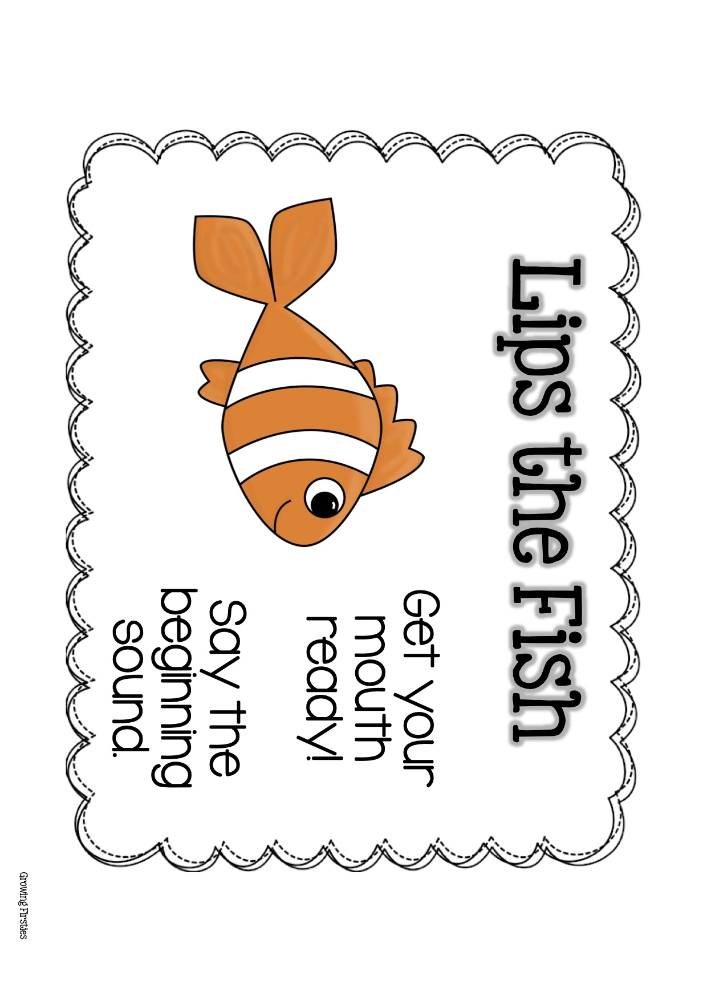 Lips the Fish
Get your
mouth
ready!
Say the
beginning
sound.
Growing Firsties